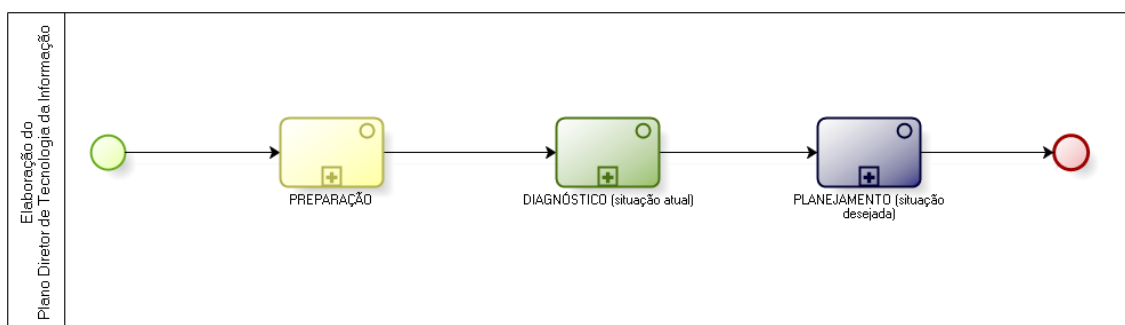 Elaboração do
Plano Diretor de Tecnologia da Informação
PREPARAÇÃO
DIAGNÓSTICO (situação atual)
PLANEJAMENTO (situação
desejada)